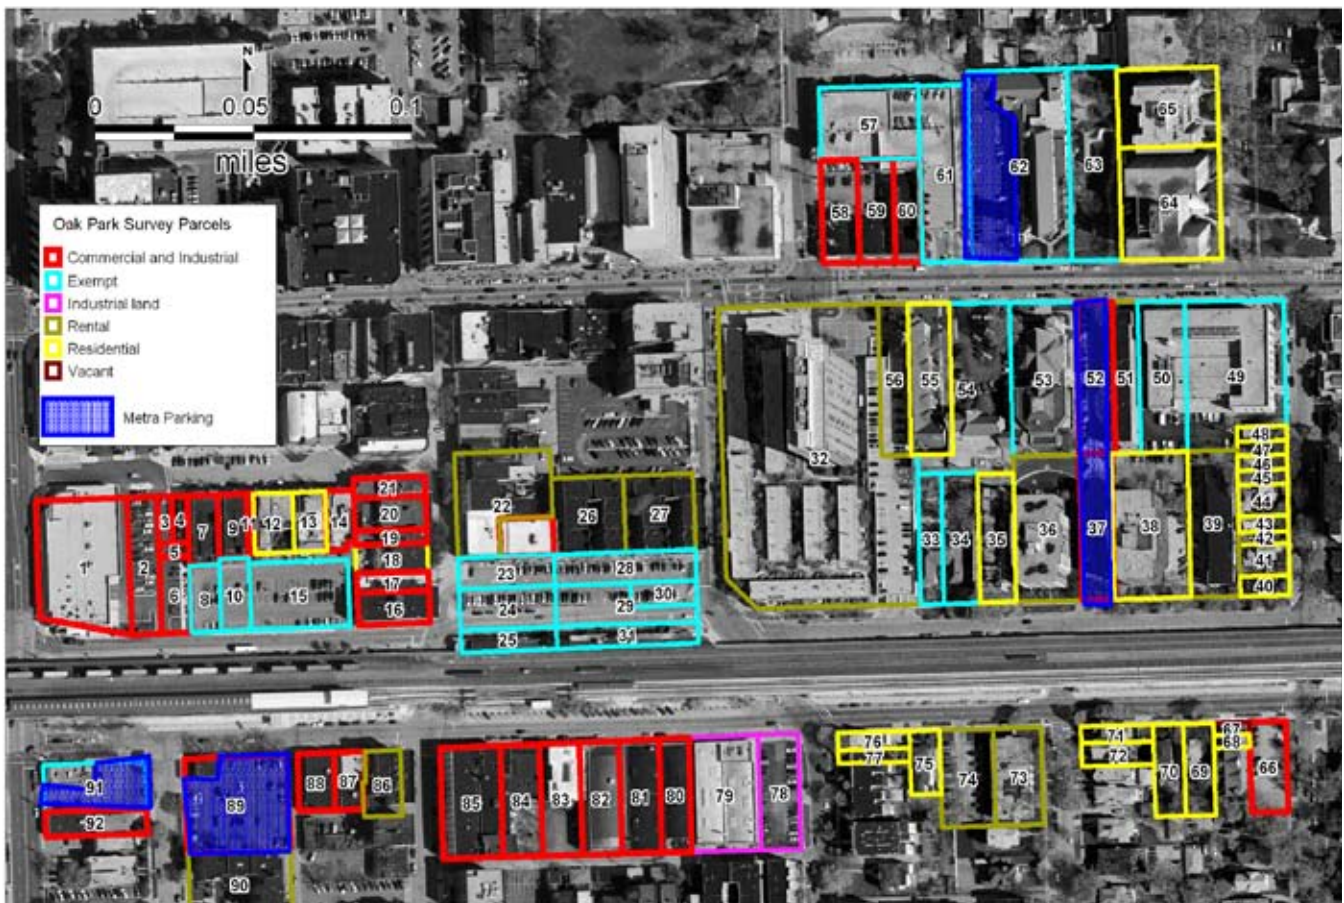 N
0 0.05 0.1
miles
Oak Park Survey Parcels
Commercial and Industrial
Exempt
Industrial land
Rental
Residential
Vacant
Metra Parking
65
57
62
63
61
64
58 59 60
56 55 54 53 52 51 50 49
32
48
47
46
45
44
43
42
41
40
33 34 35 36 37 38 39
21
20
19
18
17
16
22 26 27
1 2 3 4 5 6 7 9 11 12 13 14
8 10 15
23 28
24 29 30
25 31
91
92
89
90
88 87 86
85 84 83 82 81 80 79 78
76
77
75 74 73
71
72
70 69
67
68
66